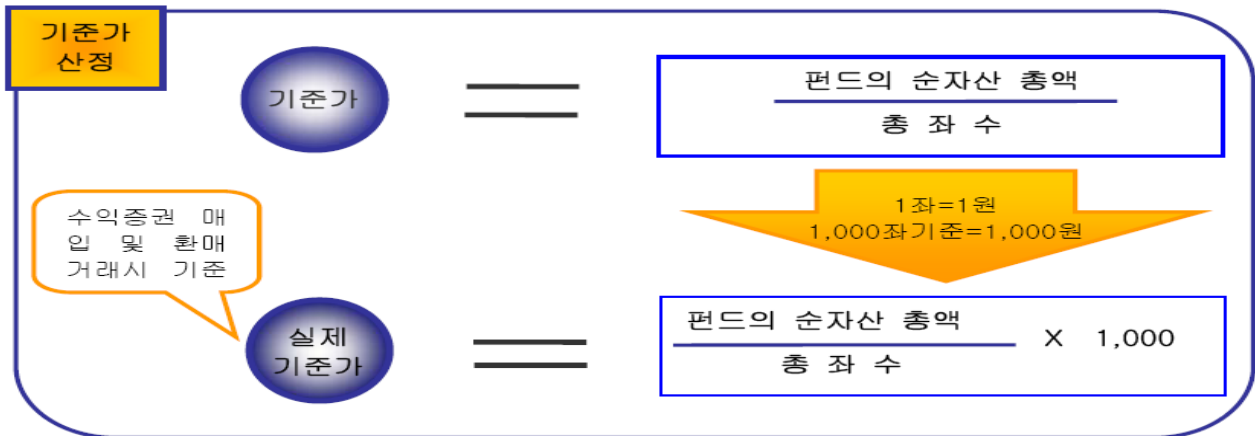 기준가
산정
기준가
펀드의 순자산 총액
총 좌 수
1좌=1원
1,000좌기준=1,000원
수익증권 매
입 및 환매
거래시 기준
실제
기준가
펀드의 순자산 총액
총 좌 수
X 1,000